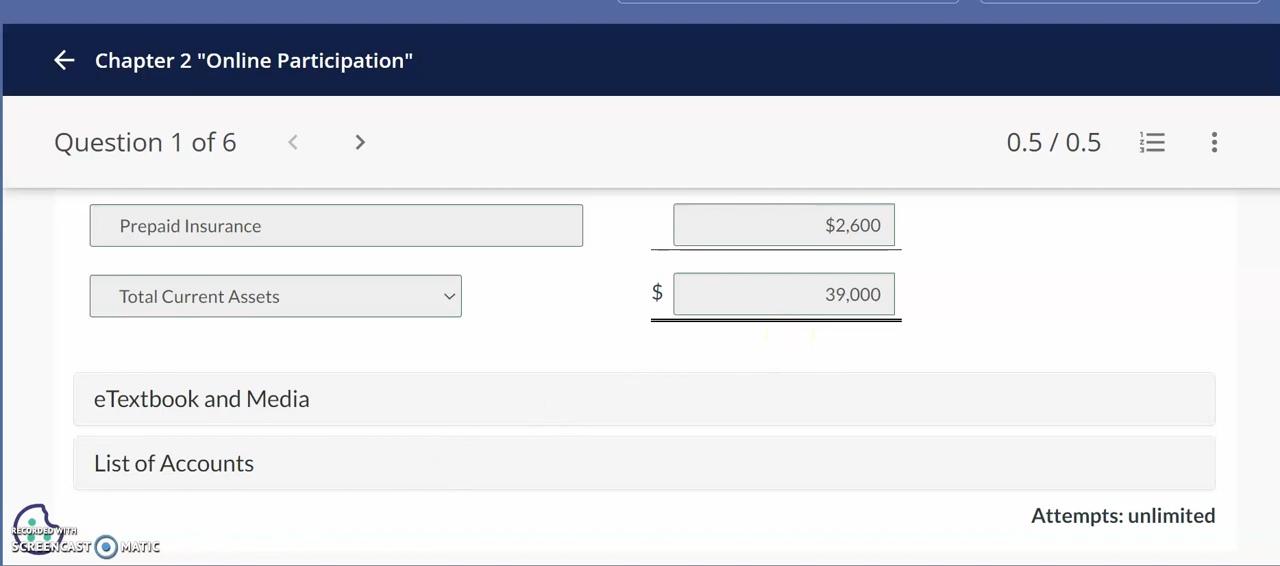 Chapter 2 "Online Participation"
Question 1 of 6
0.5 / 0.5
Prepaid Insurance
$2,600
Total Current Assets
$ 39,000
eTextbook and Media
List of Accounts
Attempts: unlimited
RECORDED WITH
SCREENCAST MATIC